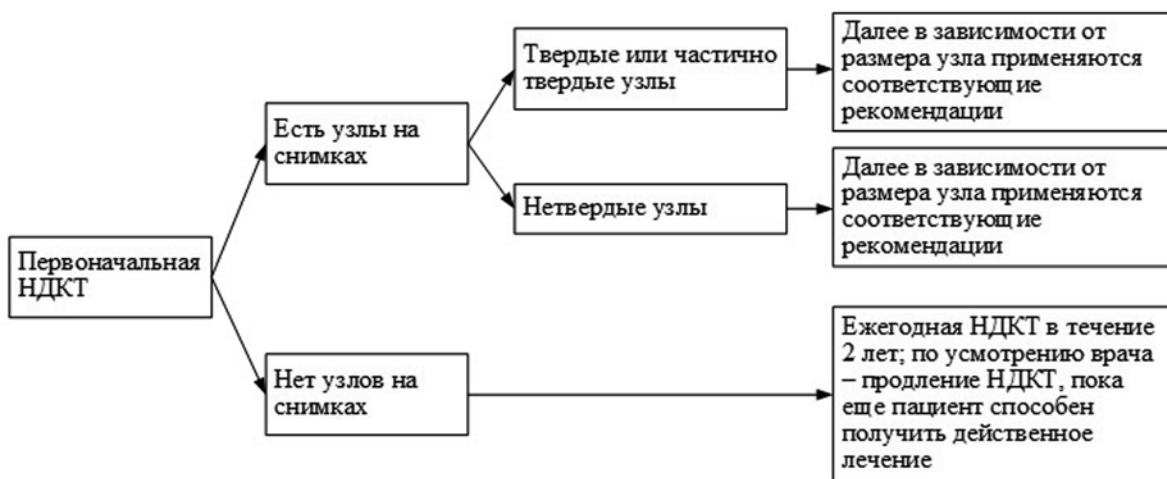 Первоначальная
НДКТ
Есть узлы на
снимках
Нет узлов на
снимках
Твердые или частично
твердые узлы
Нетвердые узлы
Далее в зависимости от
размера узла применяются
соответствующие
рекомендации
Далее в зависимости от
размера узла применяются
соответствующие
рекомендации
Ежегодная НДКТ в течение
2 лет; по усмотрению врача
– продление НДКТ, пока
еще пациент способен
получить действенное
лечение